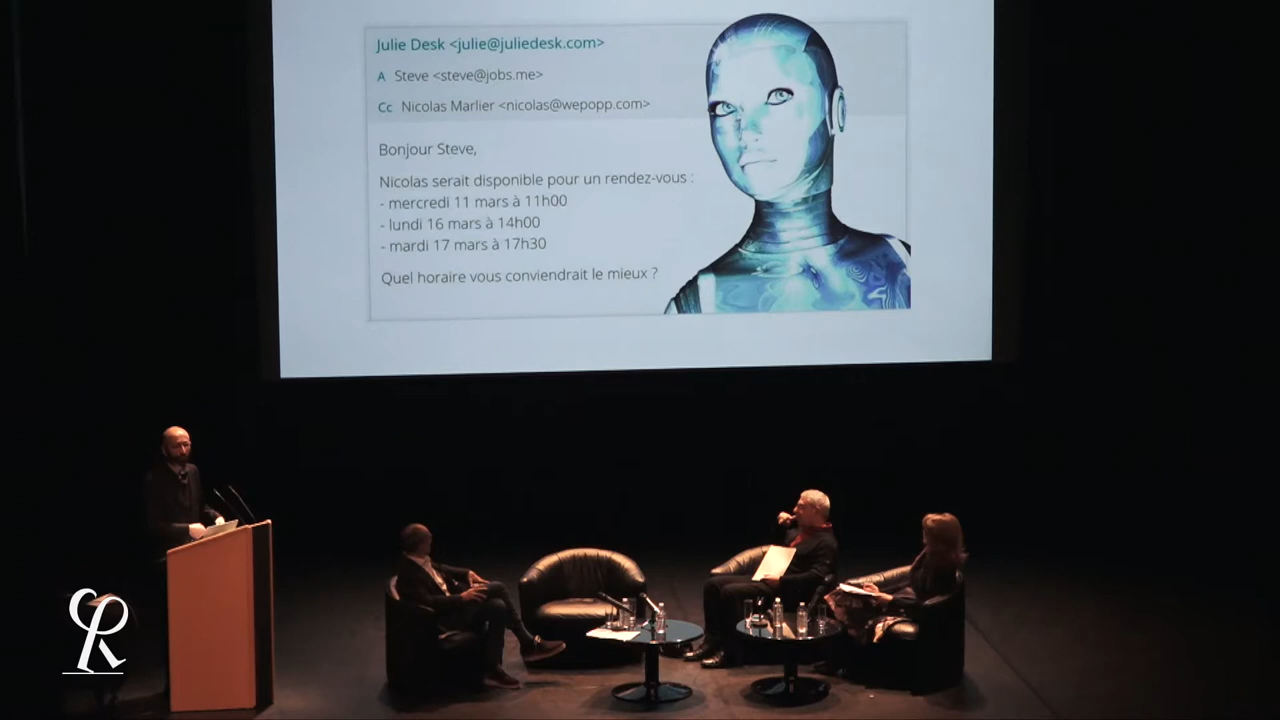 Julie Desk <julie@juliedesk.com>
A Steve <steve@jobs.me>
Cc Nicolas Marlier <nicolas@wepopp.com>
Bonjour Steve,
Nicolas serait disponible pour un rendez-vous :
- mercredi 11 mars à 11h00
- lundi 16 mars à 14h00
- mardi 17 mars à 17h30
Quel horaire vous conviendrait le mieux ?